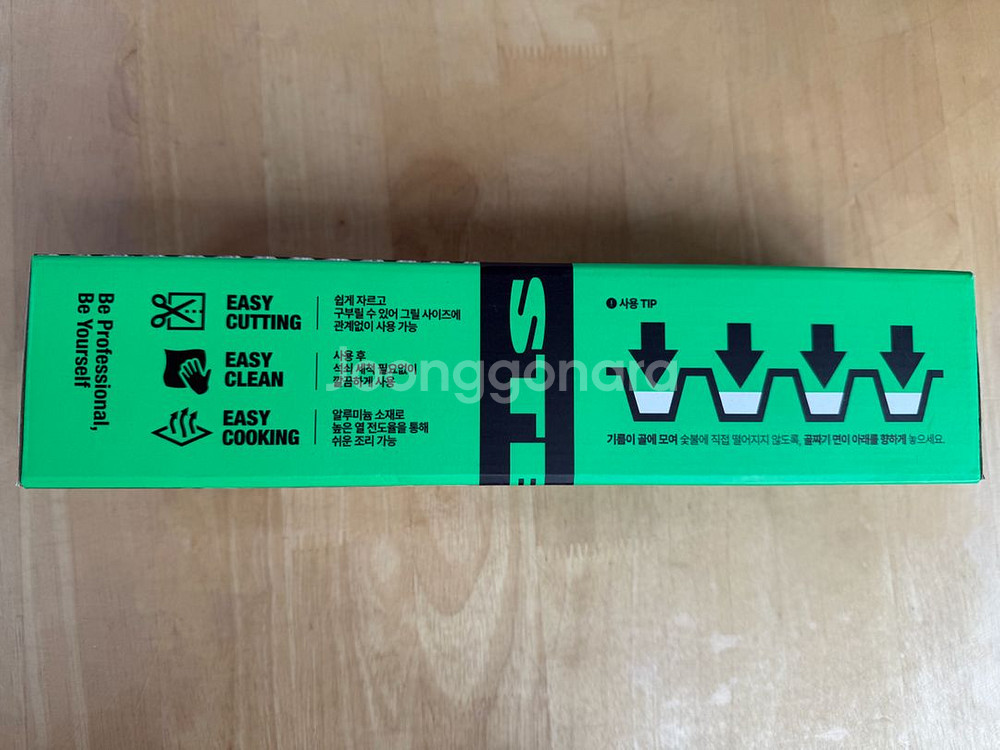 Be Professional,
Be Yourself
EASY
CUTTING
쉽게 자르고
구부릴 수 있어 그릴 사이즈에
관계없이 사용 가능
EASY
CLEAN
사용 후
석쇠 세척 필요없이
깔끔하게 사용
EASY
COOKING
알루미늄 소재로
높은 열 전도율을 통해
쉬운 조리 가능
사용 TIP
기름이 골에 모여 숯불에 직접 떨어지지 않도록, 골짜기 면이 아래를 향하게 놓으세요.
Joonggonara